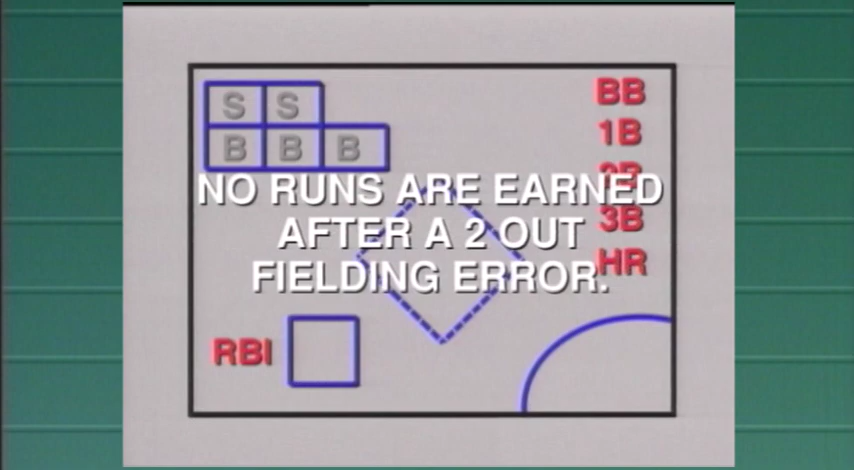 S S
BB
B B B
1B
NO RUNS ARE EARNED
AFTER A 2 OUT
3B
FIELDING ERROR.
HR
RBI